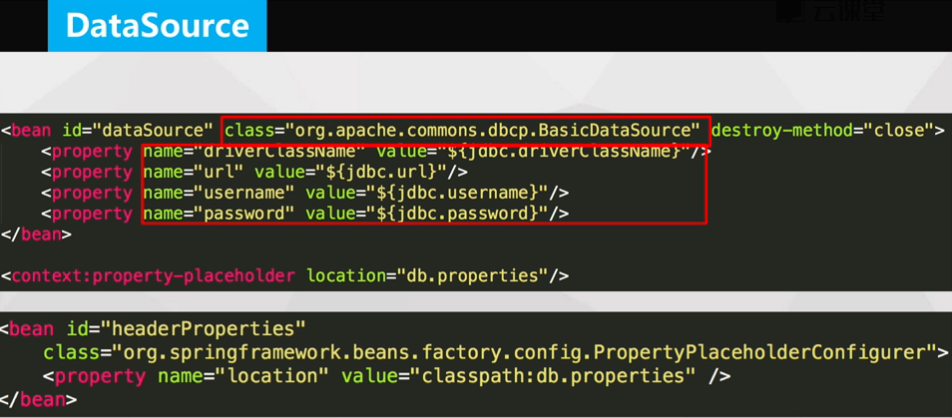 云课堂
DataSource
<bean id="dataSource" class="org.apache.commons.dbcp.BasicDataSource" destroy-method="close">
<property name="driverClassName" value="${jdbc.driverClassName}"/>
<property name="url" value="${jdbc.url}"/>
<property name="username" value="${jdbc.username}"/>
<property name="password" value="${jdbc.password}"/>
</bean>
<context:property-placeholder location="db.properties"/>
<bean id="headerProperties"
class="org.springframework.beans.factory.config.PropertyPlaceholderConfigurer">
<property name="location" value="classpath:db.properties" />
</bean>